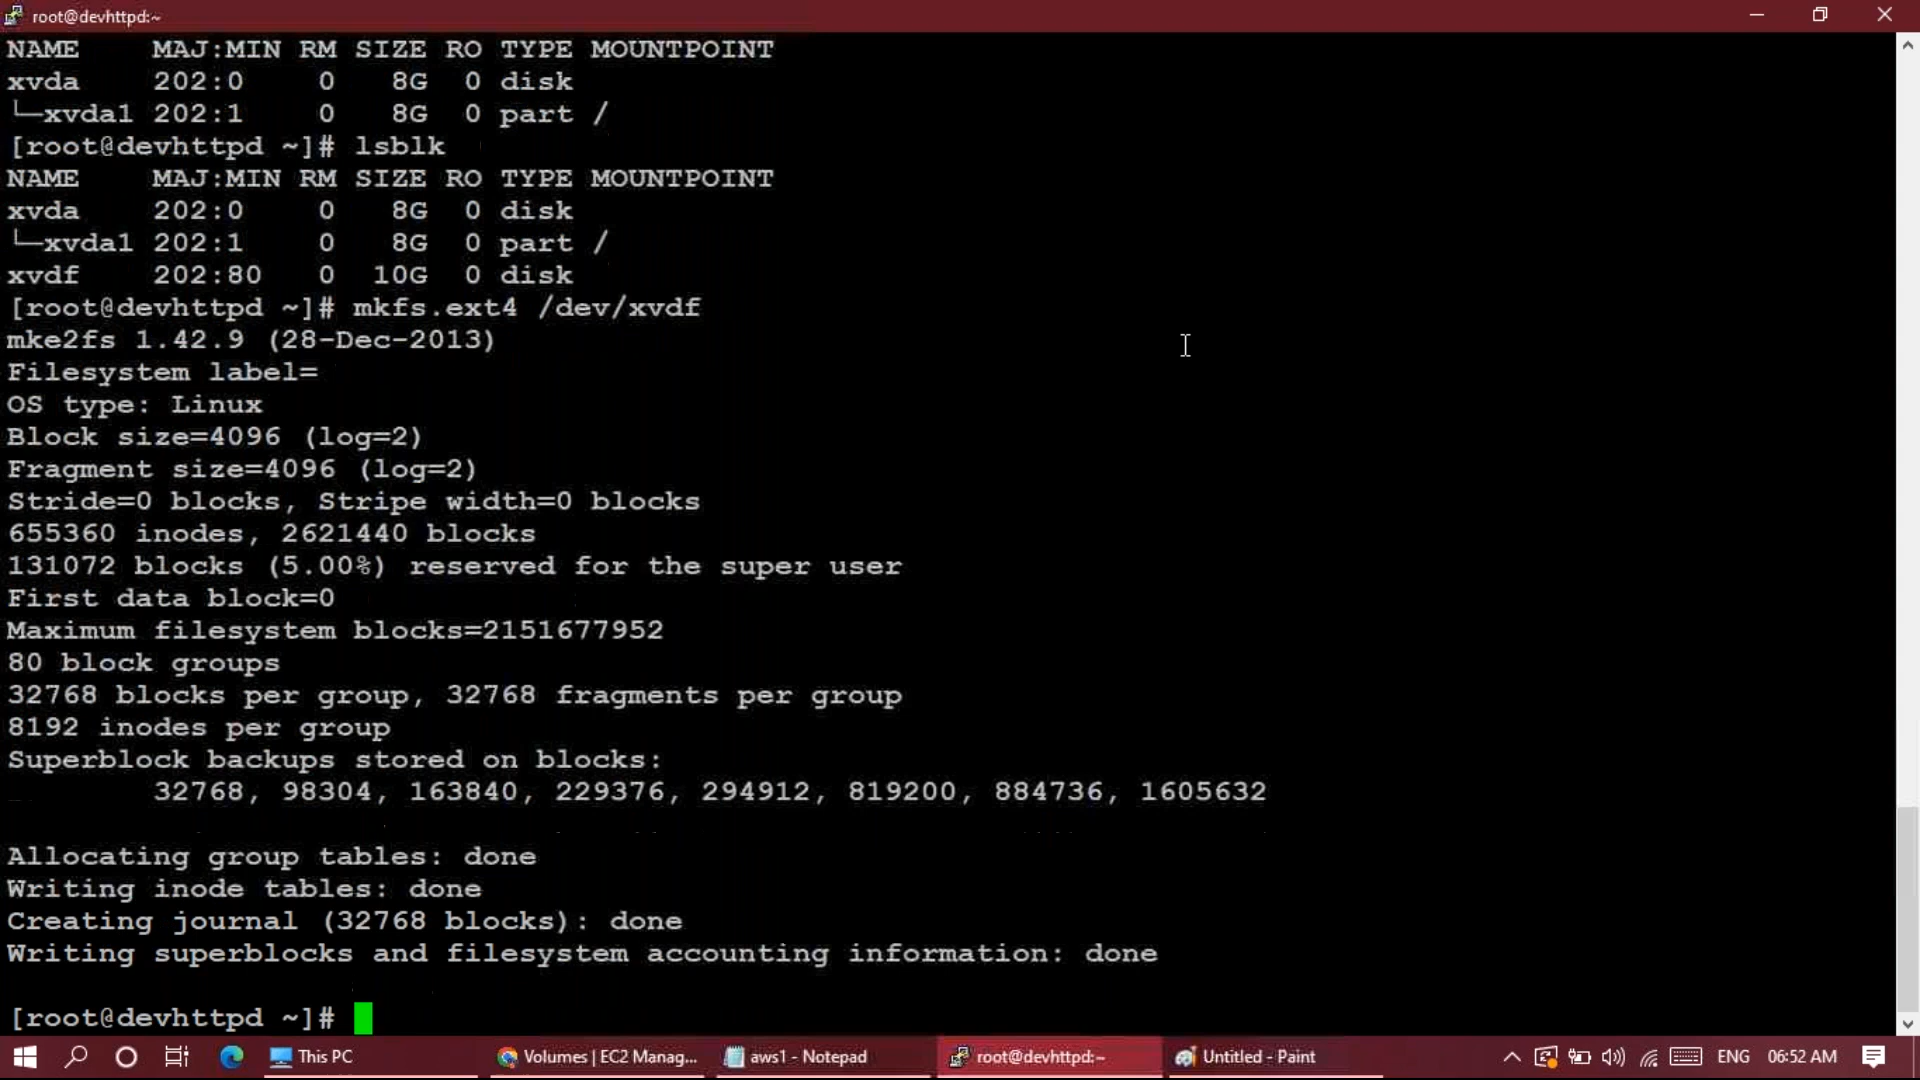 root@devhttpd:~
NAME    MAJ:MIN RM SIZE RO TYPE MOUNTPOINT
xvda    202:0    0   8G  0 disk
└─xvda1 202:1    0   8G  0 part /
[root@devhttpd ~]# lsblk
NAME    MAJ:MIN RM SIZE RO TYPE MOUNTPOINT
xvda    202:0    0   8G  0 disk
└─xvda1 202:1    0   8G  0 part /
xvdf    202:80   0  10G  0 disk
[root@devhttpd ~]# mkfs.ext4 /dev/xvdf
mke2fs 1.42.9 (28-Dec-2013)
Filesystem label=
OS type: Linux
Block size=4096 (log=2)
Fragment size=4096 (log=2)
Stride=0 blocks, Stripe width=0 blocks
655360 inodes, 2621440 blocks
131072 blocks (5.00%) reserved for the super user
First data block=0
Maximum filesystem blocks=2151677952
80 block groups
32768 blocks per group, 32768 fragments per group
8192 inodes per group
Superblock backups stored on blocks:
        32768, 98304, 163840, 229376, 294912, 819200, 884736, 1605632
Allocating group tables: done
Writing inode tables: done
Creating journal (32768 blocks): done
Writing superblocks and filesystem accounting information: done
[root@devhttpd ~]#
This PC Volumes | EC2 Manag... aws1 - Notepad root@devhttpd:~ Untitled - Paint ENG 06:52 AM